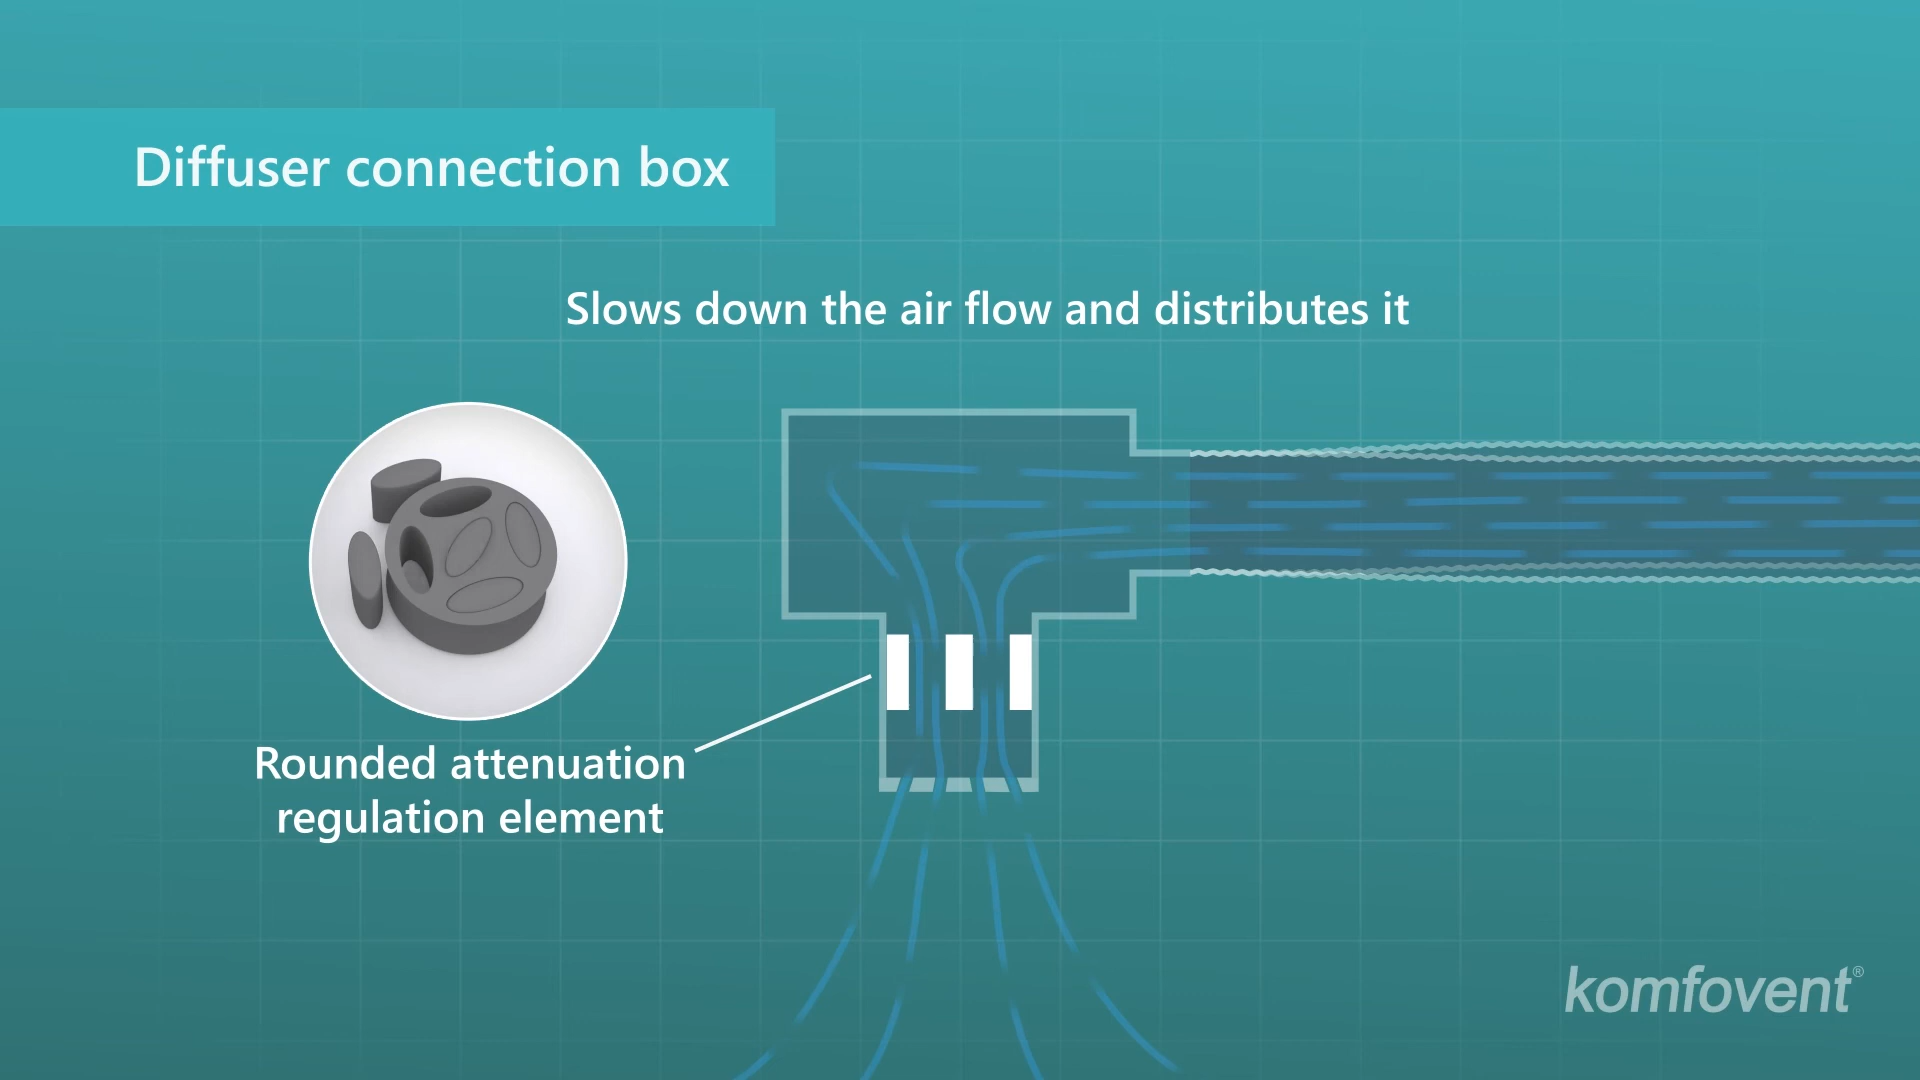 Diffuser connection box
Slows down the air flow and distributes it
Rounded attenuation
regulation element
komfovent®